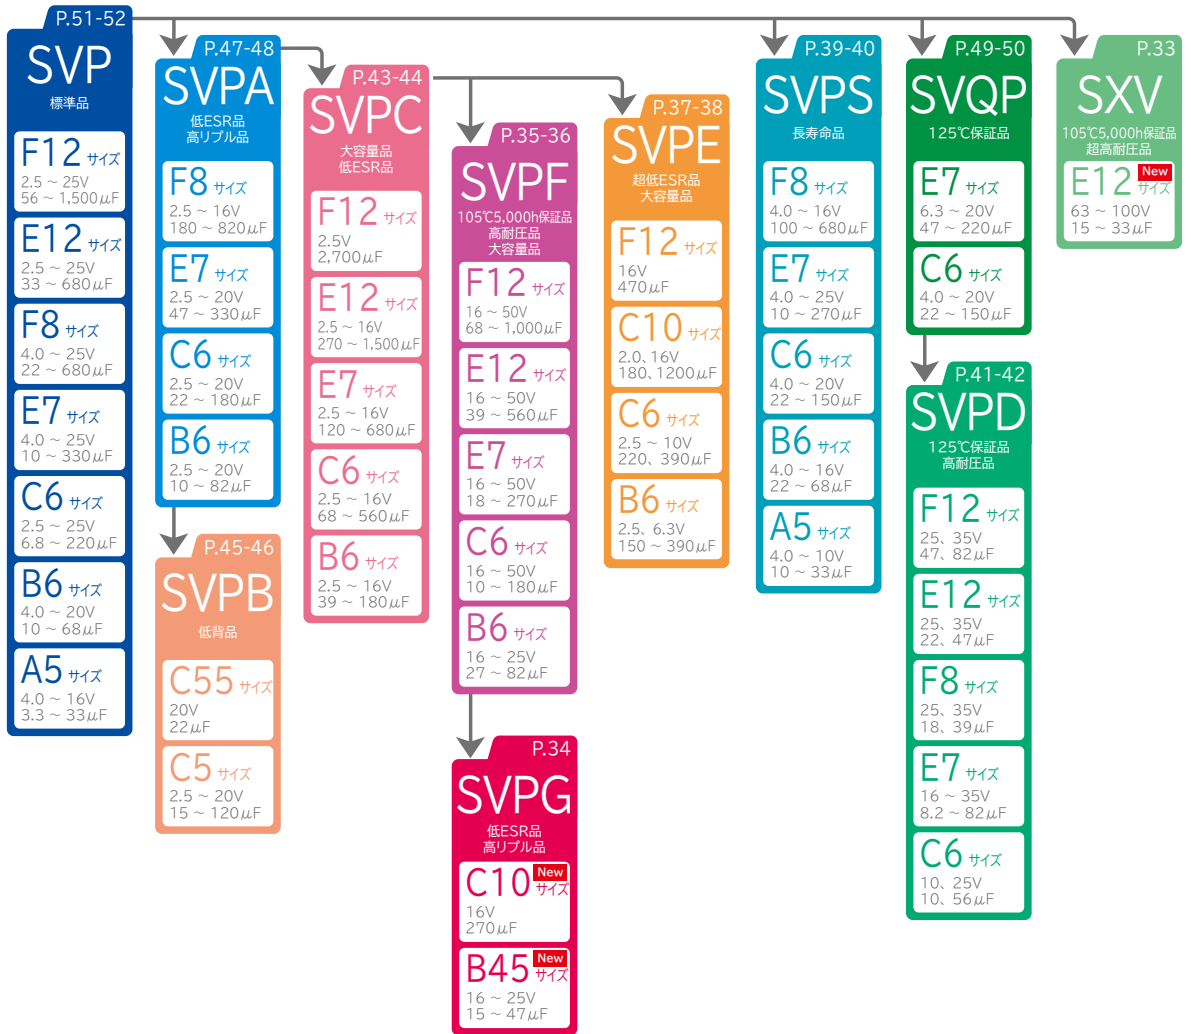 P.51-52
SVP
標準品
F12 サイズ
2.5 ~ 25V
56 ~ 1,500μF
E12 サイズ
2.5 ~ 25V
33 ~ 680μF
F8 サイズ
4.0 ~ 25V
22 ~ 680μF
E7 サイズ
4.0 ~ 25V
10 ~ 330μF
C6 サイズ
2.5 ~ 25V
6.8 ~ 220μF
B6 サイズ
4.0 ~ 20V
10 ~ 68μF
A5 サイズ
4.0 ~ 16V
3.3 ~ 33μF
P.47-48
SVPA
低ESR品
高リプル品
F8 サイズ
2.5 ~ 16V
180 ~ 820μF
E7 サイズ
2.5 ~ 20V
47 ~ 330μF
C6 サイズ
2.5 ~ 20V
22 ~ 180μF
B6 サイズ
2.5 ~ 20V
10 ~ 82μF
P.45-46
SVPB
低背品
C55 サイズ
20V
22μF
C5 サイズ
2.5 ~ 20V
15 ~ 120μF
P.43-44
SVPC
大容量品
低ESR品
F12 サイズ
2.5V
2,700μF
E12 サイズ
2.5 ~ 16V
270 ~ 1,500μF
E7 サイズ
2.5 ~ 16V
120 ~ 680μF
C6 サイズ
2.5 ~ 16V
68 ~ 560μF
B6 サイズ
2.5 ~ 16V
39 ~ 180μF
P.35-36
SVPF
105℃5,000h保証品
高耐圧品
大容量品
F12 サイズ
16 ~ 50V
68 ~ 1,000μF
E12 サイズ
16 ~ 50V
39 ~ 560μF
E7 サイズ
16 ~ 50V
18 ~ 270μF
C6 サイズ
16 ~ 50V
10 ~ 180μF
B6 サイズ
16 ~ 25V
27 ~ 82μF
P.34
SVPG
低ESR品
高リプル品
New
C10 サイズ
16V
270μF
New
B45 サイズ
16 ~ 25V
15 ~ 47μF
P.37-38
SVPE
超低ESR品
大容量品
F12 サイズ
16V
470μF
C10 サイズ
2.0、16V
180、1200μF
C6 サイズ
2.5 ~ 10V
220、390μF
B6 サイズ
2.5、6.3V
150 ~ 390μF
P.39-40
SVPS
長寿命品
F8 サイズ
4.0 ~ 16V
100 ~ 680μF
E7 サイズ
4.0 ~ 25V
10 ~ 270μF
C6 サイズ
4.0 ~ 20V
22 ~ 150μF
B6 サイズ
4.0 ~ 16V
22 ~ 68μF
A5 サイズ
4.0 ~ 10V
10 ~ 33μF
P.49-50
SVQP
125℃保証品
E7 サイズ
6.3 ~ 20V
47 ~ 220μF
C6 サイズ
4.0 ~ 20V
22 ~ 150μF
P.41-42
SVPD
125℃保証品
高耐圧品
F12 サイズ
25、35V
47、82μF
E12 サイズ
25、35V
22、47μF
F8 サイズ
25、35V
18、39μF
E7 サイズ
16 ~ 35V
8.2 ~ 82μF
C6 サイズ
10、25V
10、56μF
P.33
SXV
105℃5,000h保証品
超高耐圧品
New
E12 サイズ
63 ~ 100V
15 ~ 33μF